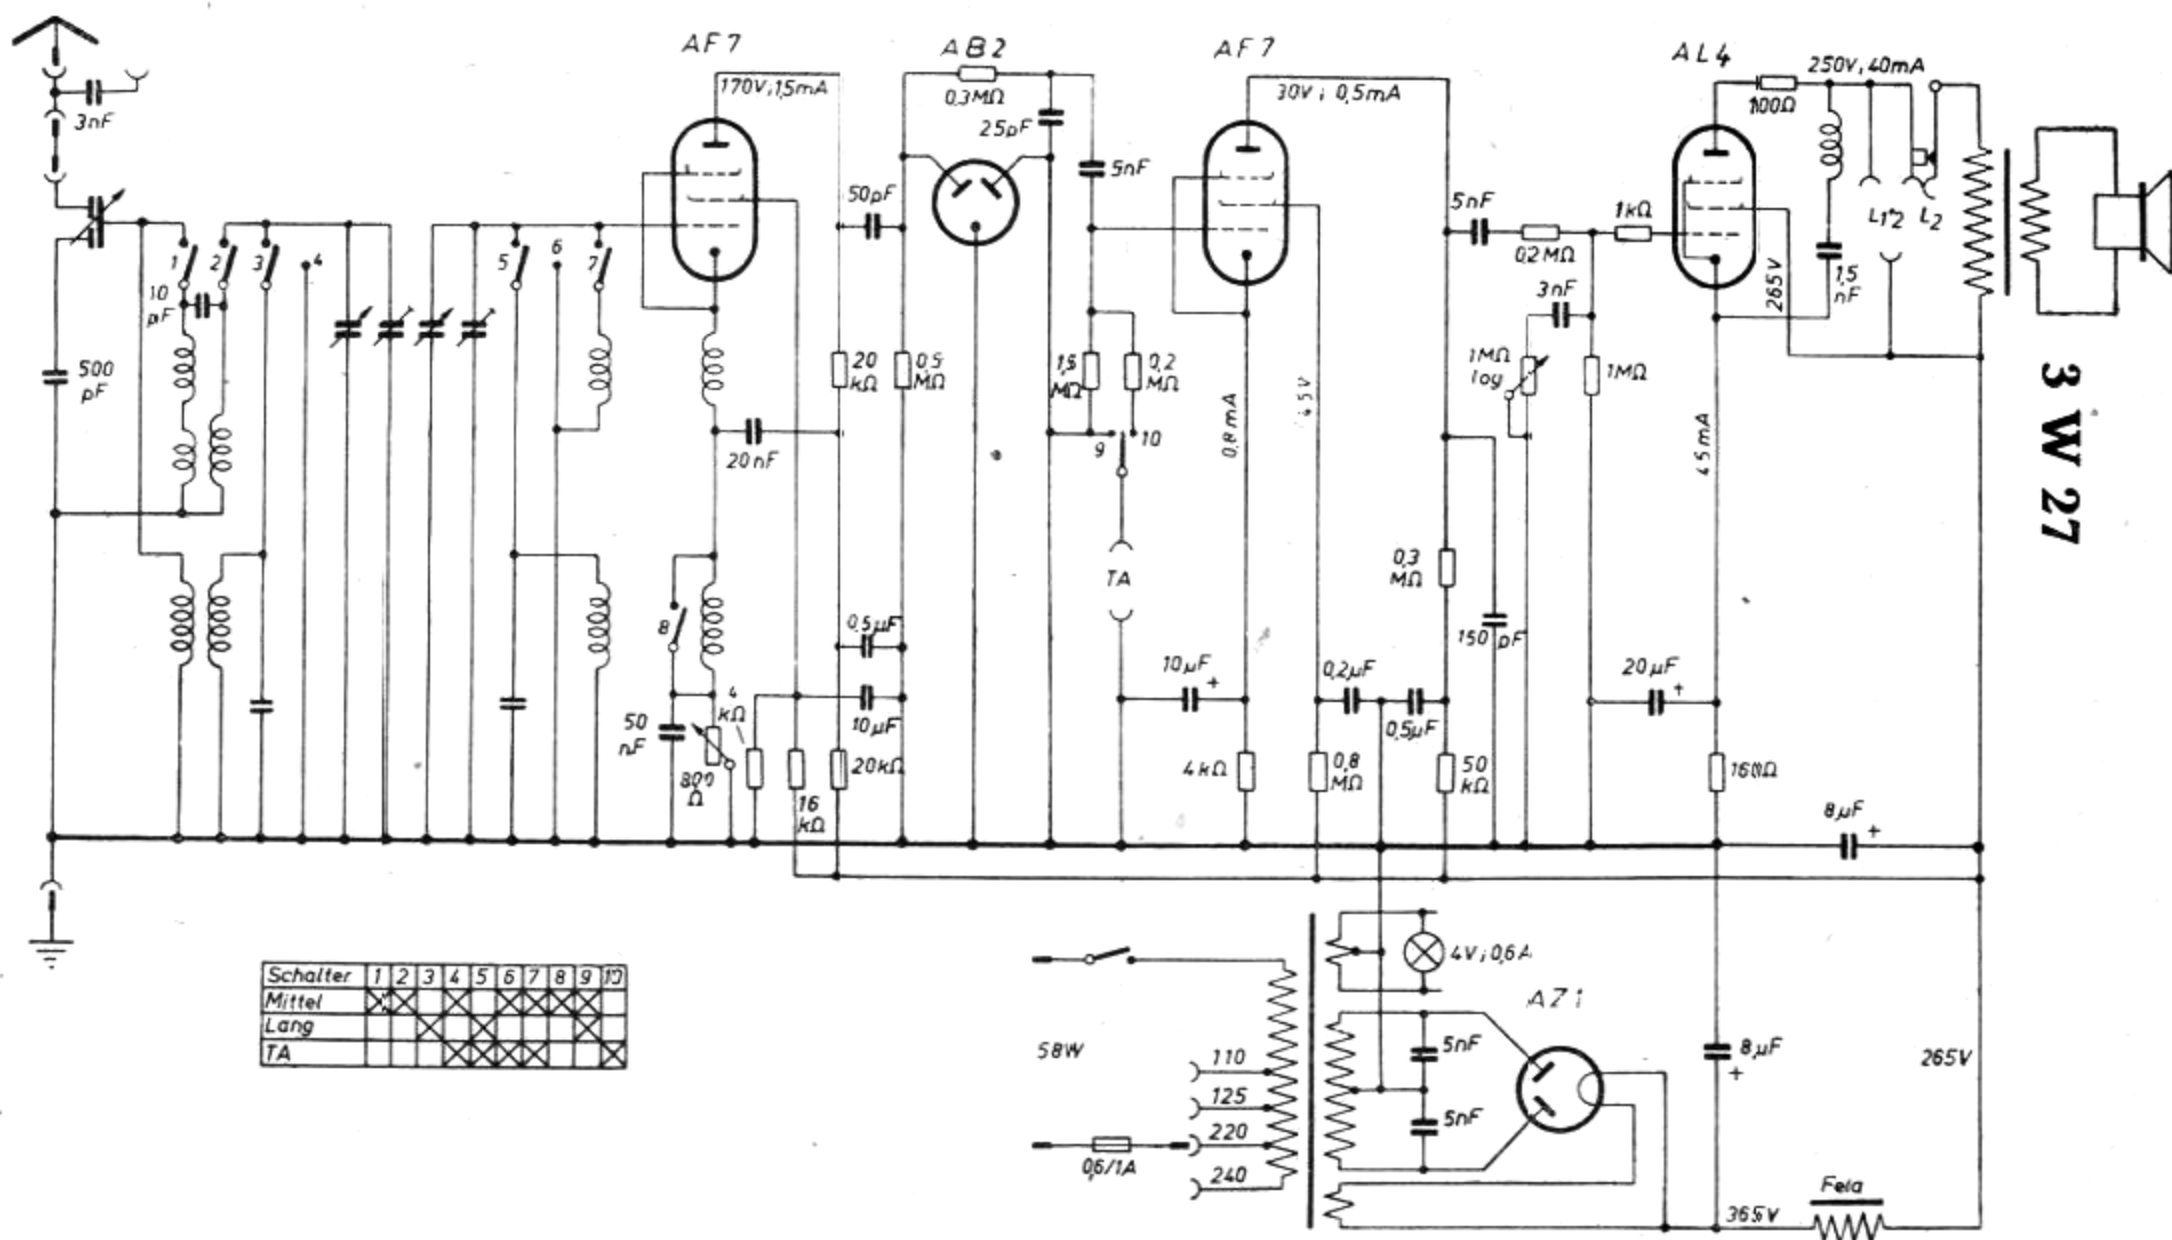 AF7
AB2
AF7
AL4
170V; 1,5mA
0,3MΩ
30V; 0,5mA
250V, 40mA
100Ω
3nF
25pF
5nF
50pF
5nF
0,2MΩ
1kΩ
L1+2
L2
1 2 3 4
5 6 7
10 pF
265V
1,5 nF
3nF
500 pF
20 kΩ
0,5 MΩ
1,5 MΩ
0,2 MΩ
1MΩ log
1MΩ
3 W 27
0,8mA
45V
45mA
20nF
9 10
TA
0,3 MΩ
8
0,5µF
150 pF
10µF
+
0,2µF
20µF
+
50 nF
4 kΩ
10µF
0,5µF
800 Ω
16 kΩ
20kΩ
4kΩ
0,8 MΩ
50 kΩ
160Ω
8µF
+
Schalter 1 2 3 4 5 6 7 8 9 10
Mittel
Lang
TA
4V; 0,6A
AZ1
58W
110
125
220
240
0,6/1A
5nF
5nF
8µF
+
265V
365V
Fela